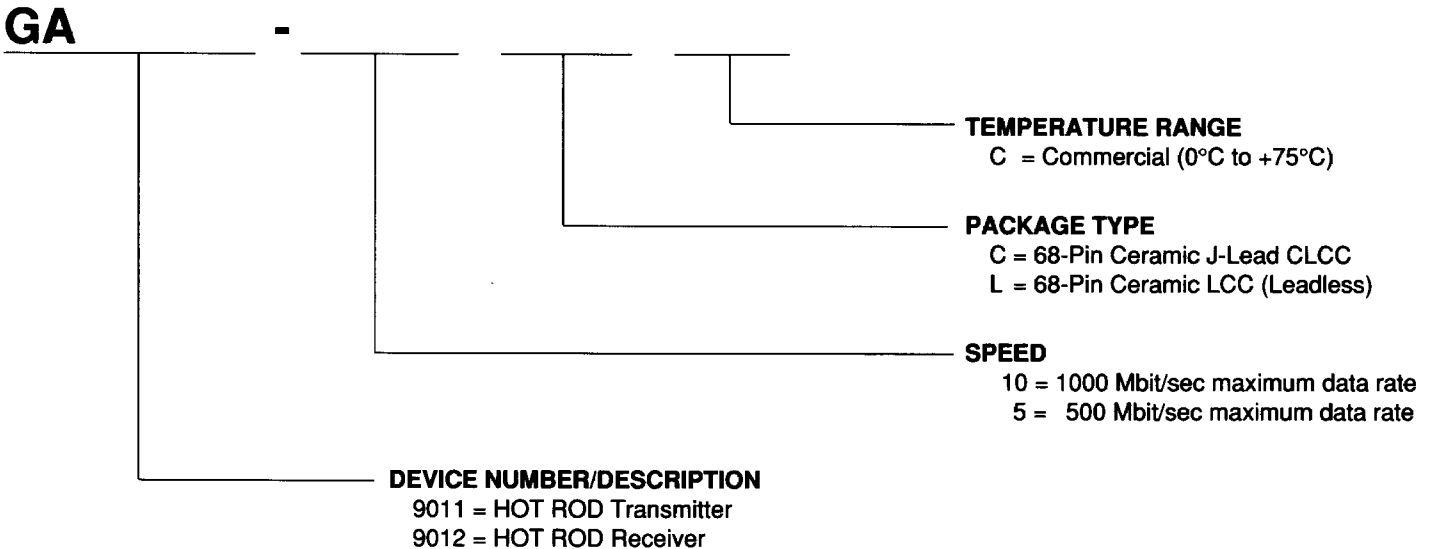 GA -
TEMPERATURE RANGE
C = Commercial (0°C to +75°C)
PACKAGE TYPE
C = 68-Pin Ceramic J-Lead CLCC
L = 68-Pin Ceramic LCC (Leadless)
SPEED
10 = 1000 Mbit/sec maximum data rate
5 = 500 Mbit/sec maximum data rate
DEVICE NUMBER/DESCRIPTION
9011 = HOT ROD Transmitter
9012 = HOT ROD Receiver